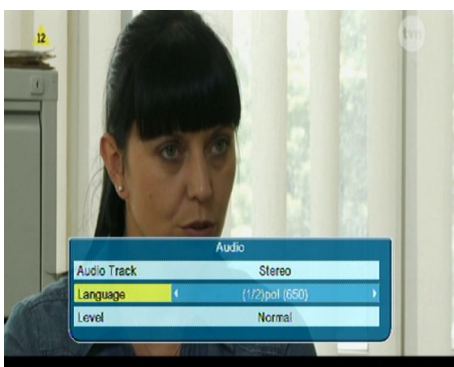 12
tvn
Audio
Audio Track Stereo
Language (1/2)pol (650)
Level Normal